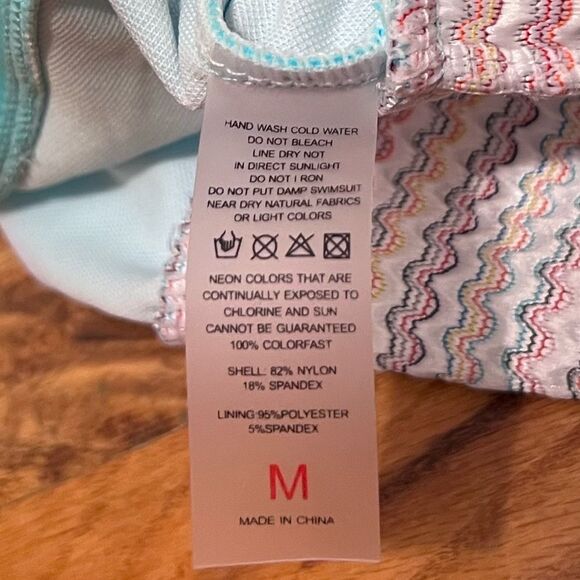 HAND WASH COLD WATER
DO NOT BLEACH
LINE DRY NOT
IN DIRECT SUNLIGHT
DO NOT I RON
DO NOT PUT DAMP SWIMSUIT
NEAR DRY NATURAL FABRICS
OR LIGHT COLORS
NEON COLORS THAT ARE
CONTINUALLY EXPOSED TO
CHLORINE AND SUN
CANNOT BE GUARANTEED
100% COLORFAST
SHELL: 82% NYLON
18% SPANDEX
LINING:95%POLYESTER
5%SPANDEX
M
MADE IN CHINA